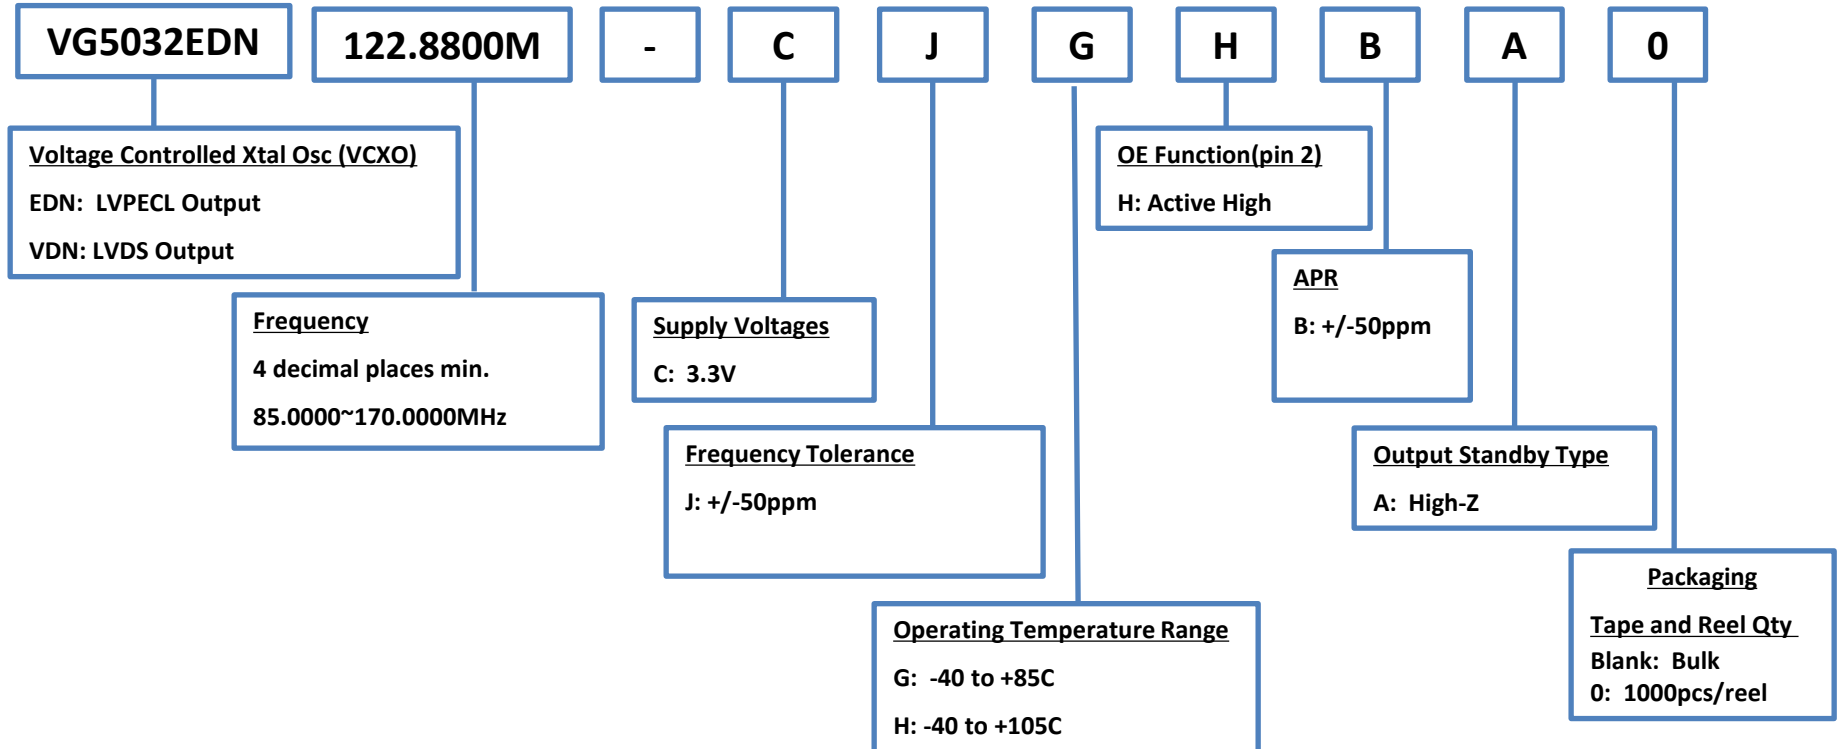 VG5032EDN 122.8800M - C J G H B A 0
Voltage Controlled Xtal Osc (VCXO)
EDN: LVPECL Output
VDN: LVDS Output
Frequency
4 decimal places min.
85.0000~170.0000MHz
Supply Voltages
C: 3.3V
Frequency Tolerance
J: +/-50ppm
Operating Temperature Range
G: -40 to +85C
H: -40 to +105C
OE Function(pin 2)
H: Active High
APR
B: +/-50ppm
Output Standby Type
A: High-Z
Packaging
Tape and Reel Qty
Blank: Bulk
0: 1000pcs/reel